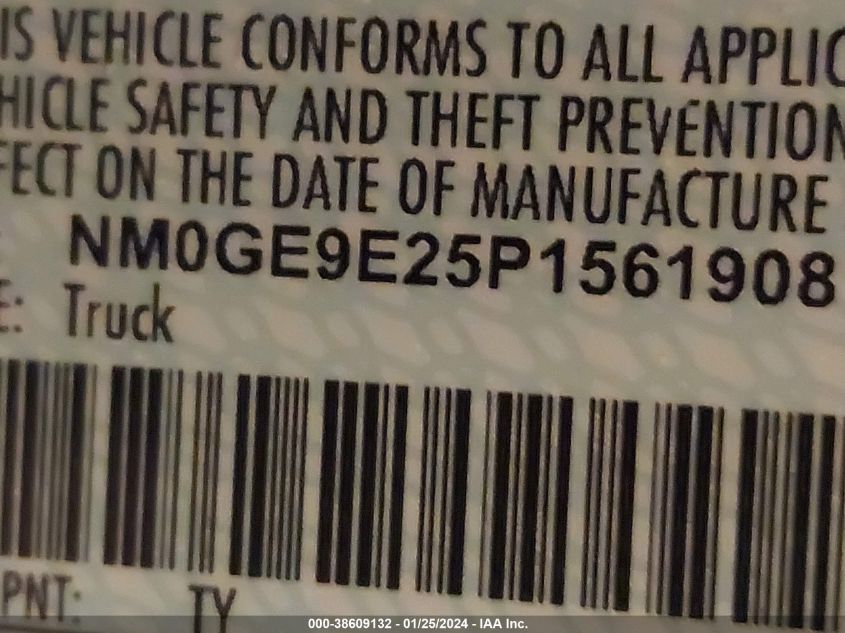 IS VEHICLE CONFORMS TO ALL APPLIC
HICLE SAFETY AND THEFT PREVENTION
FECT ON THE DATE OF MANUFACTURE
NM0GE9E25P1561908
E: Truck
PNT: TY
000-38609132 - 01/25/2024 - IAA Inc.